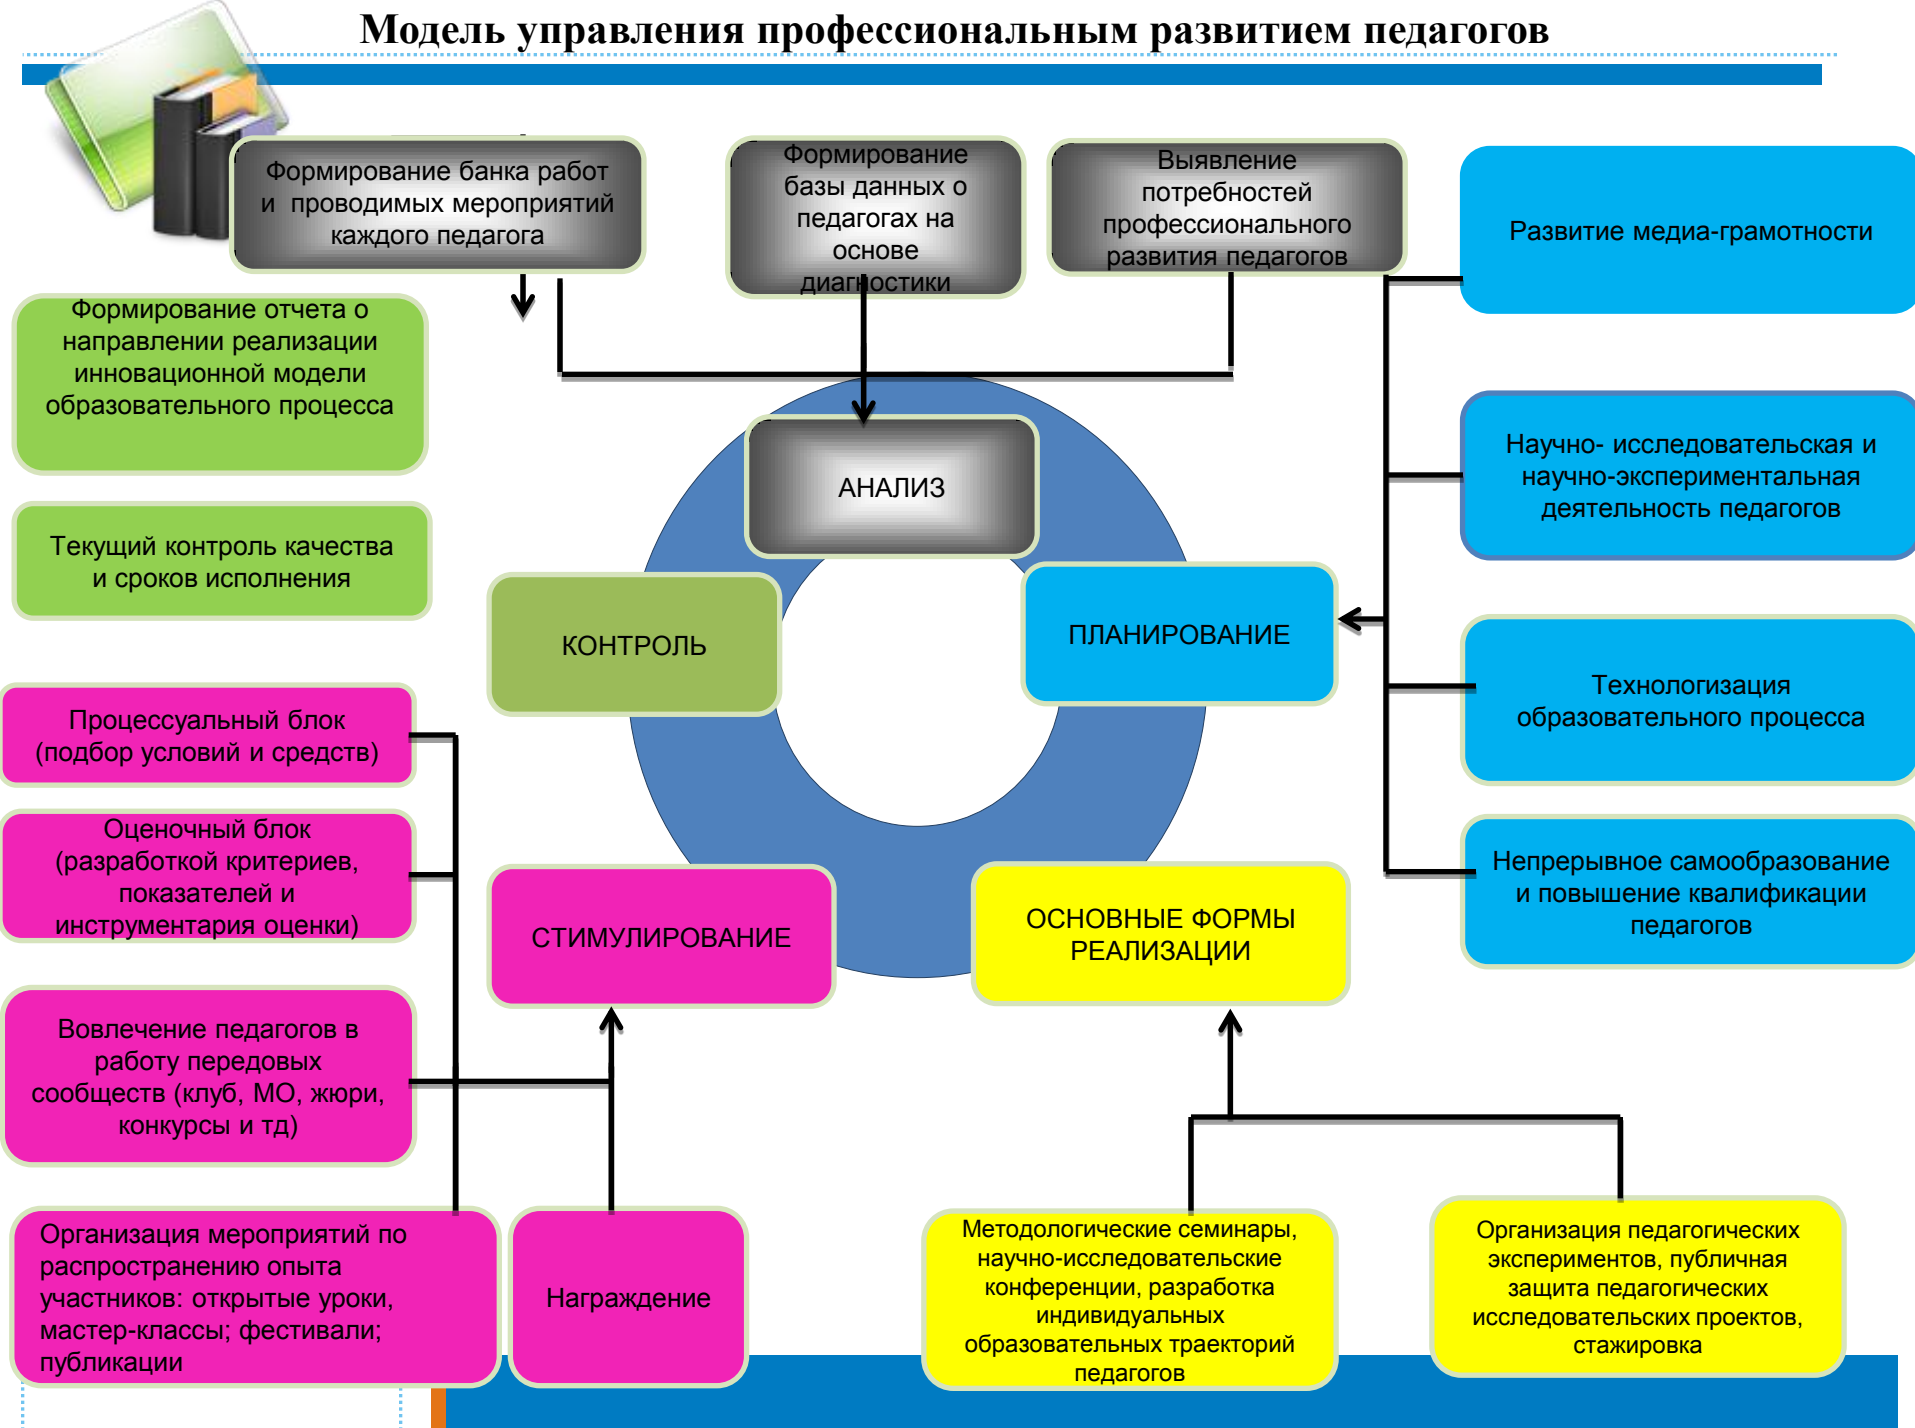 Модель управления профессиональным развитием педагогов
Формирование банка работ
и проводимых мероприятий
каждого педагога
Формирование
базы данных о
педагогах на
основе
диагностики
Выявление
потребностей
профессионального
развития педагогов
Развитие медиа-грамотности
Формирование отчета о
направлении реализации
инновационной модели
образовательного процесса
АНАЛИЗ
Научно- исследовательская и
научно-экспериментальная
деятельность педагогов
Текущий контроль качества
и сроков исполнения
КОНТРОЛЬ
ПЛАНИРОВАНИЕ
Технологизация
образовательного процесса
Процессуальный блок
(подбор условий и средств)
Оценочный блок
(разработкой критериев,
показателей и
инструментария оценки)
СТИМУЛИРОВАНИЕ
ОСНОВНЫЕ ФОРМЫ
РЕАЛИЗАЦИИ
Непрерывное самообразование
и повышение квалификации
педагогов
Вовлечение педагогов в
работу передовых
сообществ (клуб, МО, жюри,
конкурсы и тд)
Организация мероприятий по
распространению опыта
участников: открытые уроки,
мастер-классы; фестивали;
публикации
Награждение
Методологические семинары,
научно-исследовательские
конференции, разработка
индивидуальных
образовательных траекторий
педагогов
Организация педагогических
экспериментов, публичная
защита педагогических
исследовательских проектов,
стажировка